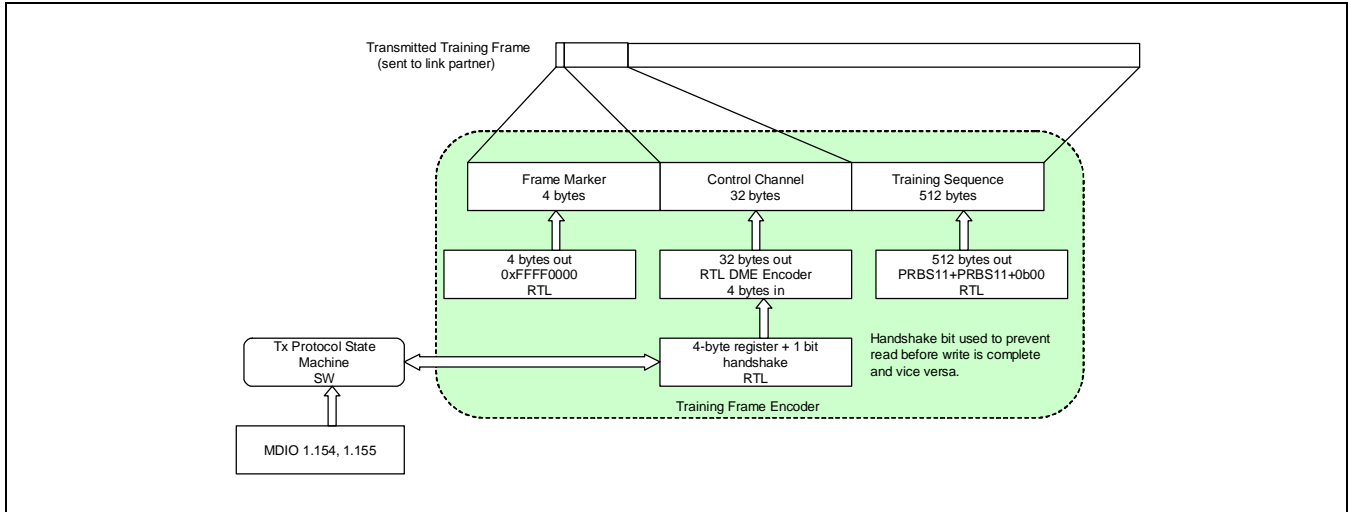 Transmitted Training Frame
(sent to link partner)
Frame Marker
4 bytes
Control Channel
32 bytes
Training Sequence
512 bytes
4 bytes out
0xFFFF0000
RTL
32 bytes out
RTL DME Encoder
4 bytes in
512 bytes out
PRBS11+PRBS11+0b00
RTL
Tx Protocol State
Machine
SW
4-byte register + 1 bit
handshake
RTL
Handshake bit used to prevent
read before write is complete
and vice versa.
Training Frame Encoder
MDIO 1.154, 1.155